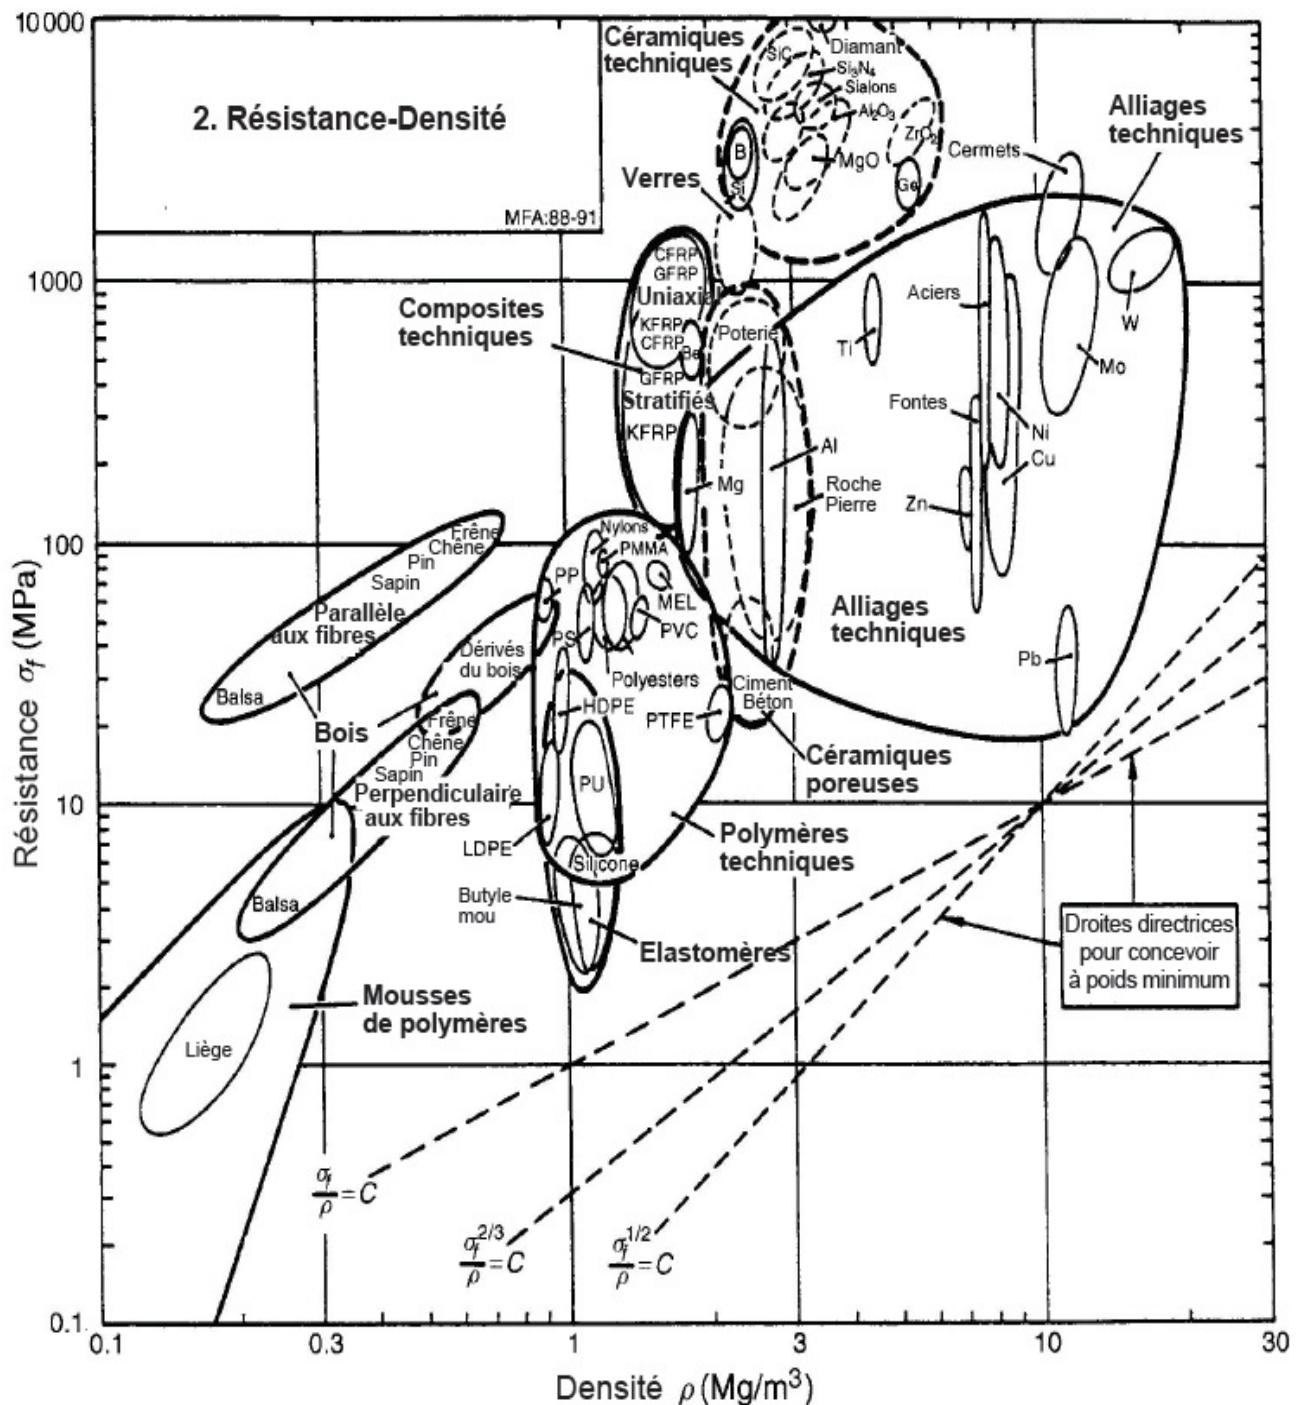 10000
1000
100
10
1
0.1
Résistance σf (MPa)
2. Résistance-Densité
MFA:88-91
Céramiques
techniques
SiC
Diamant
Si3N4
Sialons
Al2O3
ZrO2
MgO
B
Si
Ge
Verres
Cermets
Alliages
techniques
CFRP
GFRP
Uniaxial
KFRP
CFRP
Be
GFRP
Stratifiés
KFRP
Composites
techniques
Poterie
Ti
Aciers
W
Mo
Fontes
Ni
Cu
Al
Mg
Roche
Pierre
Zn
Frêne
Chêne
Pin
Sapin
Parallèle
aux fibres
Balsa
Nylons
PMMA
PP
MEL
PS
PVC
Polyesters
HDPE
PTFE
PU
LDPE
Silicone
Butyle
mou
Elastomères
Dérivés
du bois
Bois
Frêne
Chêne
Pin
Sapin
Perpendiculaire
aux fibres
Balsa
Alliages
techniques
Pb
Ciment
Béton
Céramiques
poreuses
Polymères
techniques
Mousses
de polymères
Liège
Droites directrices
pour concevoir
à poids minimum
σf/ρ = C
σf^2/3/ρ = C
σf^1/2/ρ = C
0.1 0.3 1 3 10 30
Densité ρ (Mg/m³)